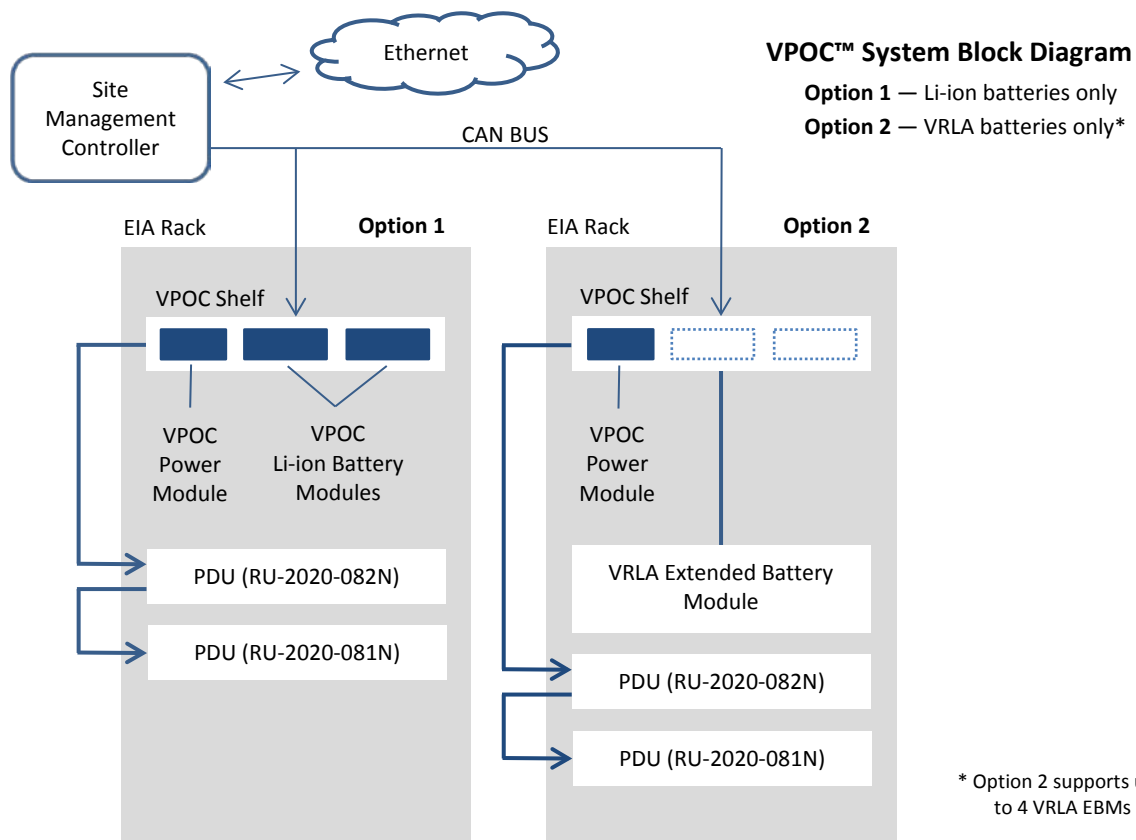 VPOC™ System Block Diagram
Option 1 — Li-ion batteries only
Option 2 — VRLA batteries only*
Ethernet
Site
Management
Controller
CAN BUS
EIA Rack
Option 1
VPOC Shelf
VPOC
Power
Module
VPOC
Li-ion Battery
Modules
PDU (RU-2020-082N)
PDU (RU-2020-081N)
EIA Rack
Option 2
VPOC Shelf
VPOC
Power
Module
VRLA Extended Battery
Module
PDU (RU-2020-082N)
PDU (RU-2020-081N)
* Option 2 supports
to 4 VRLA EBMs